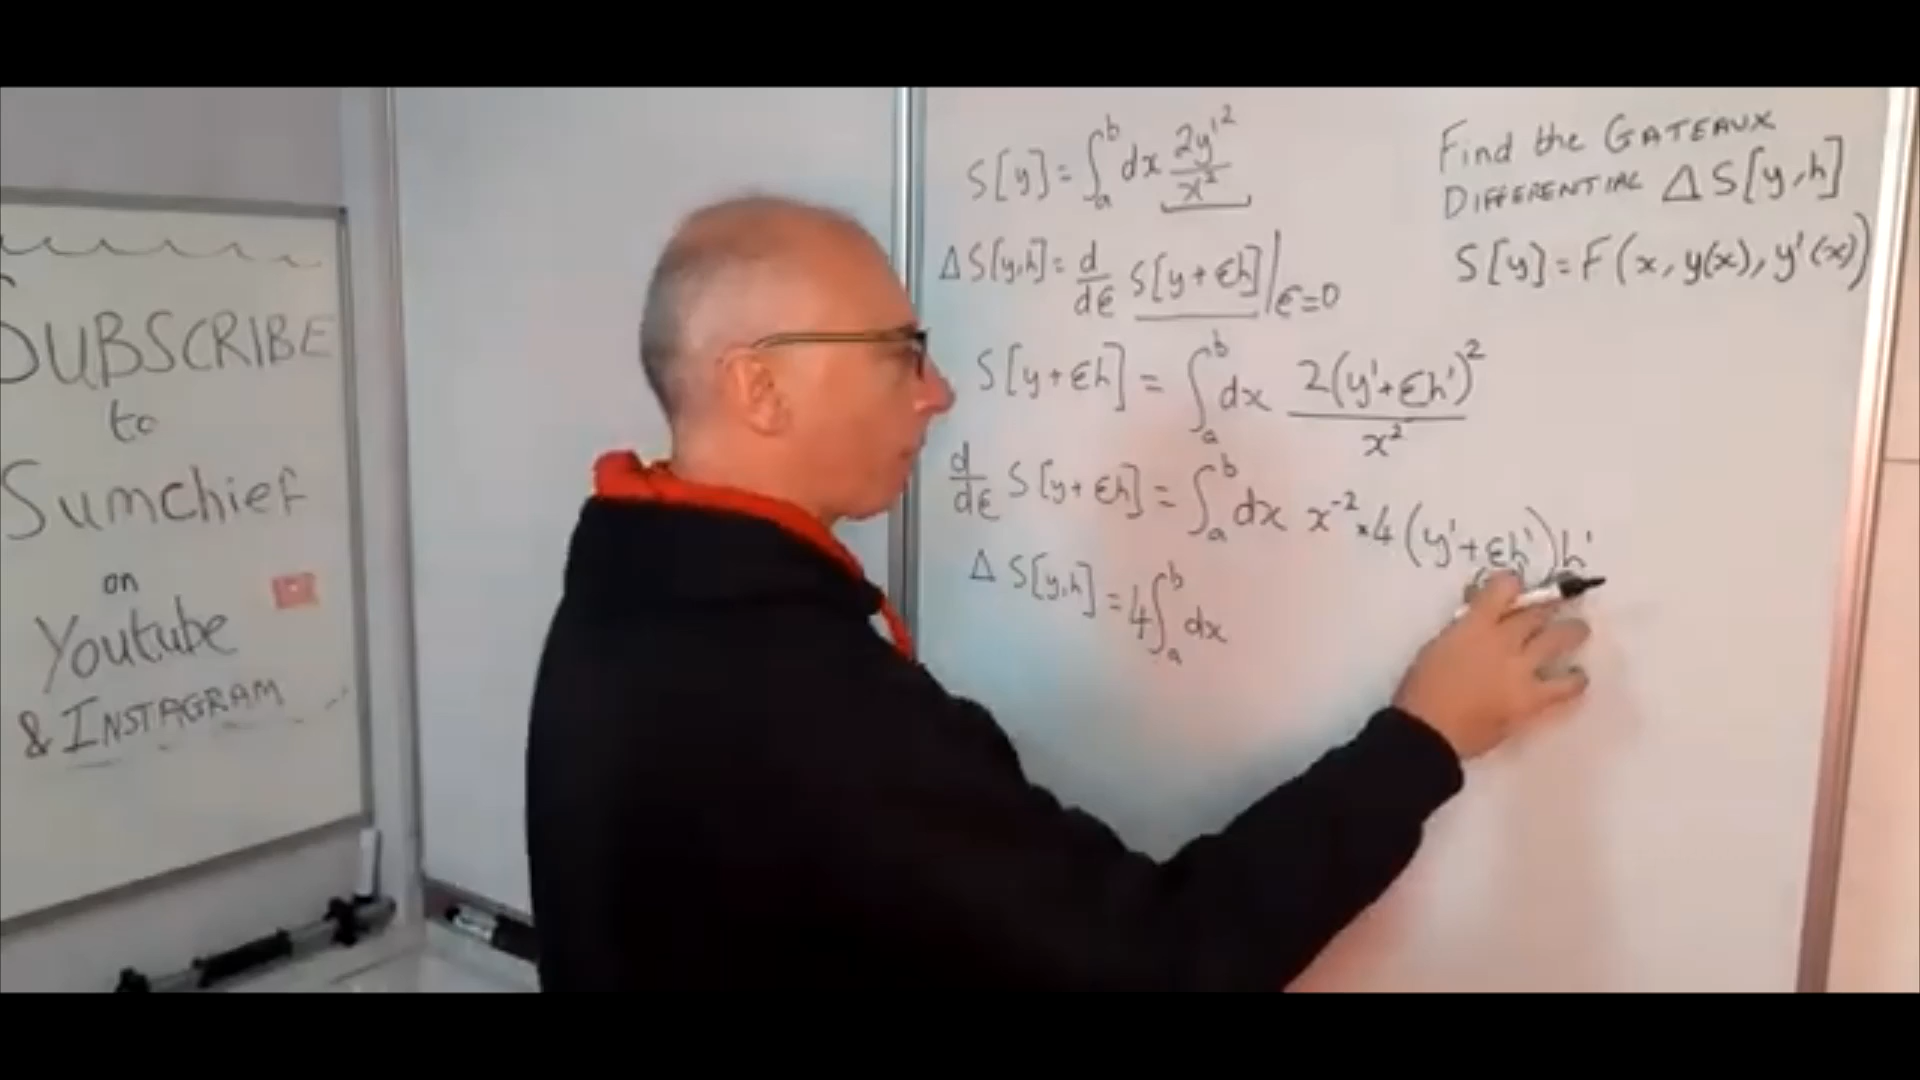 SUBSCRIBE
to
Sumchief
on
Youtube
& INSTAGRAM
S[y] = ∫ₐᵇ dx 2y'²/x²
ΔS[y,h] = d/dϵ S[y+ϵh]|ϵ=0
S[y+ϵh] = ∫ₐᵇ dx 2(y'+ϵh')²/x²
d/dϵ S[y+ϵh] = ∫ₐᵇ dx x⁻²×4(y'+ϵh')h'
Δ S[y,h] = 4∫ₐᵇ dx
Find the GATEAUX
DIFFERENTIAL ΔS[y,h]
S[y] = F(x, y(x), y'(x))